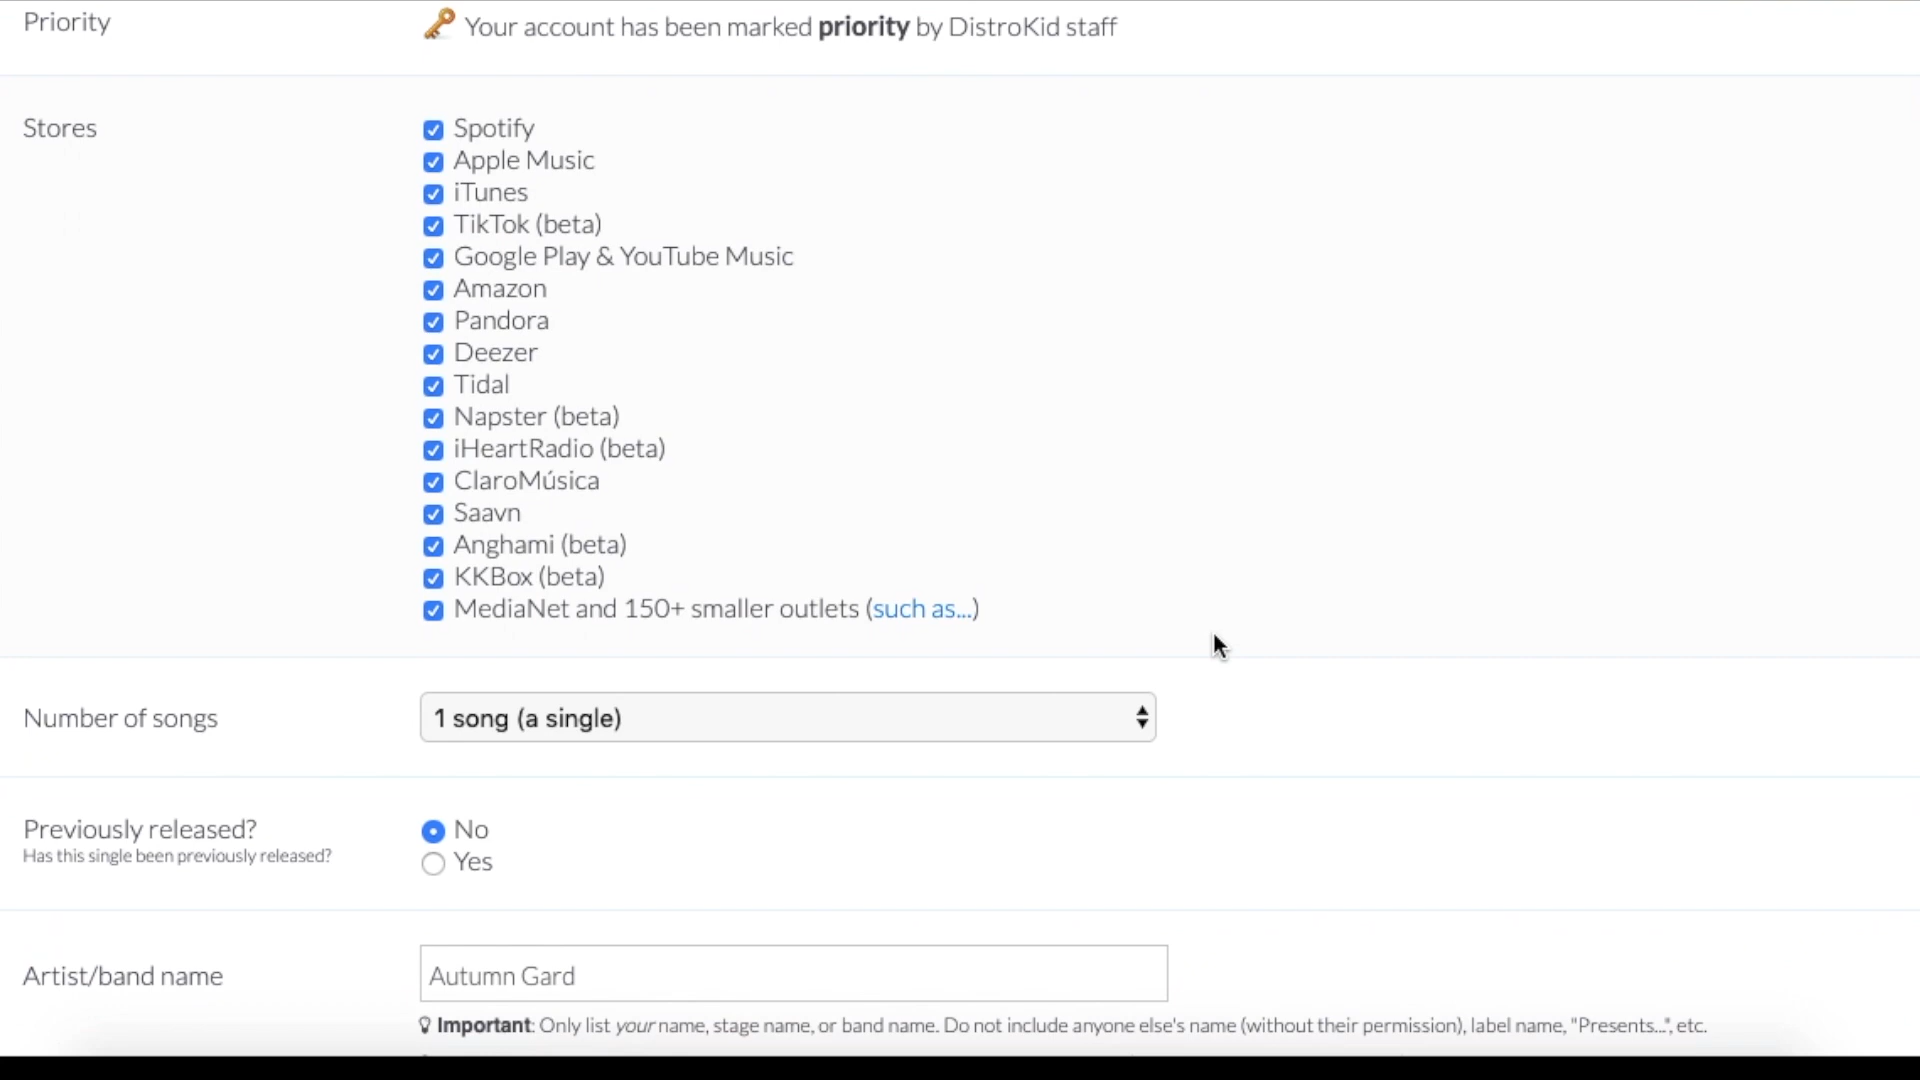 Priority
Your account has been marked priority by DistroKid staff
Stores
Spotify
Apple Music
iTunes
TikTok (beta)
Google Play & YouTube Music
Amazon
Pandora
Deezer
Tidal
Napster (beta)
iHeartRadio (beta)
ClaroMúsica
Saavn
Anghami (beta)
KKBox (beta)
MediaNet and 150+ smaller outlets (such as...)
Number of songs
1 song (a single)
Previously released?
Has this single been previously released?
No
Yes
Artist/band name
Autumn Gard
Important: Only list your name, stage name, or band name. Do not include anyone else's name (without their permission), label name, "Presents...", etc.